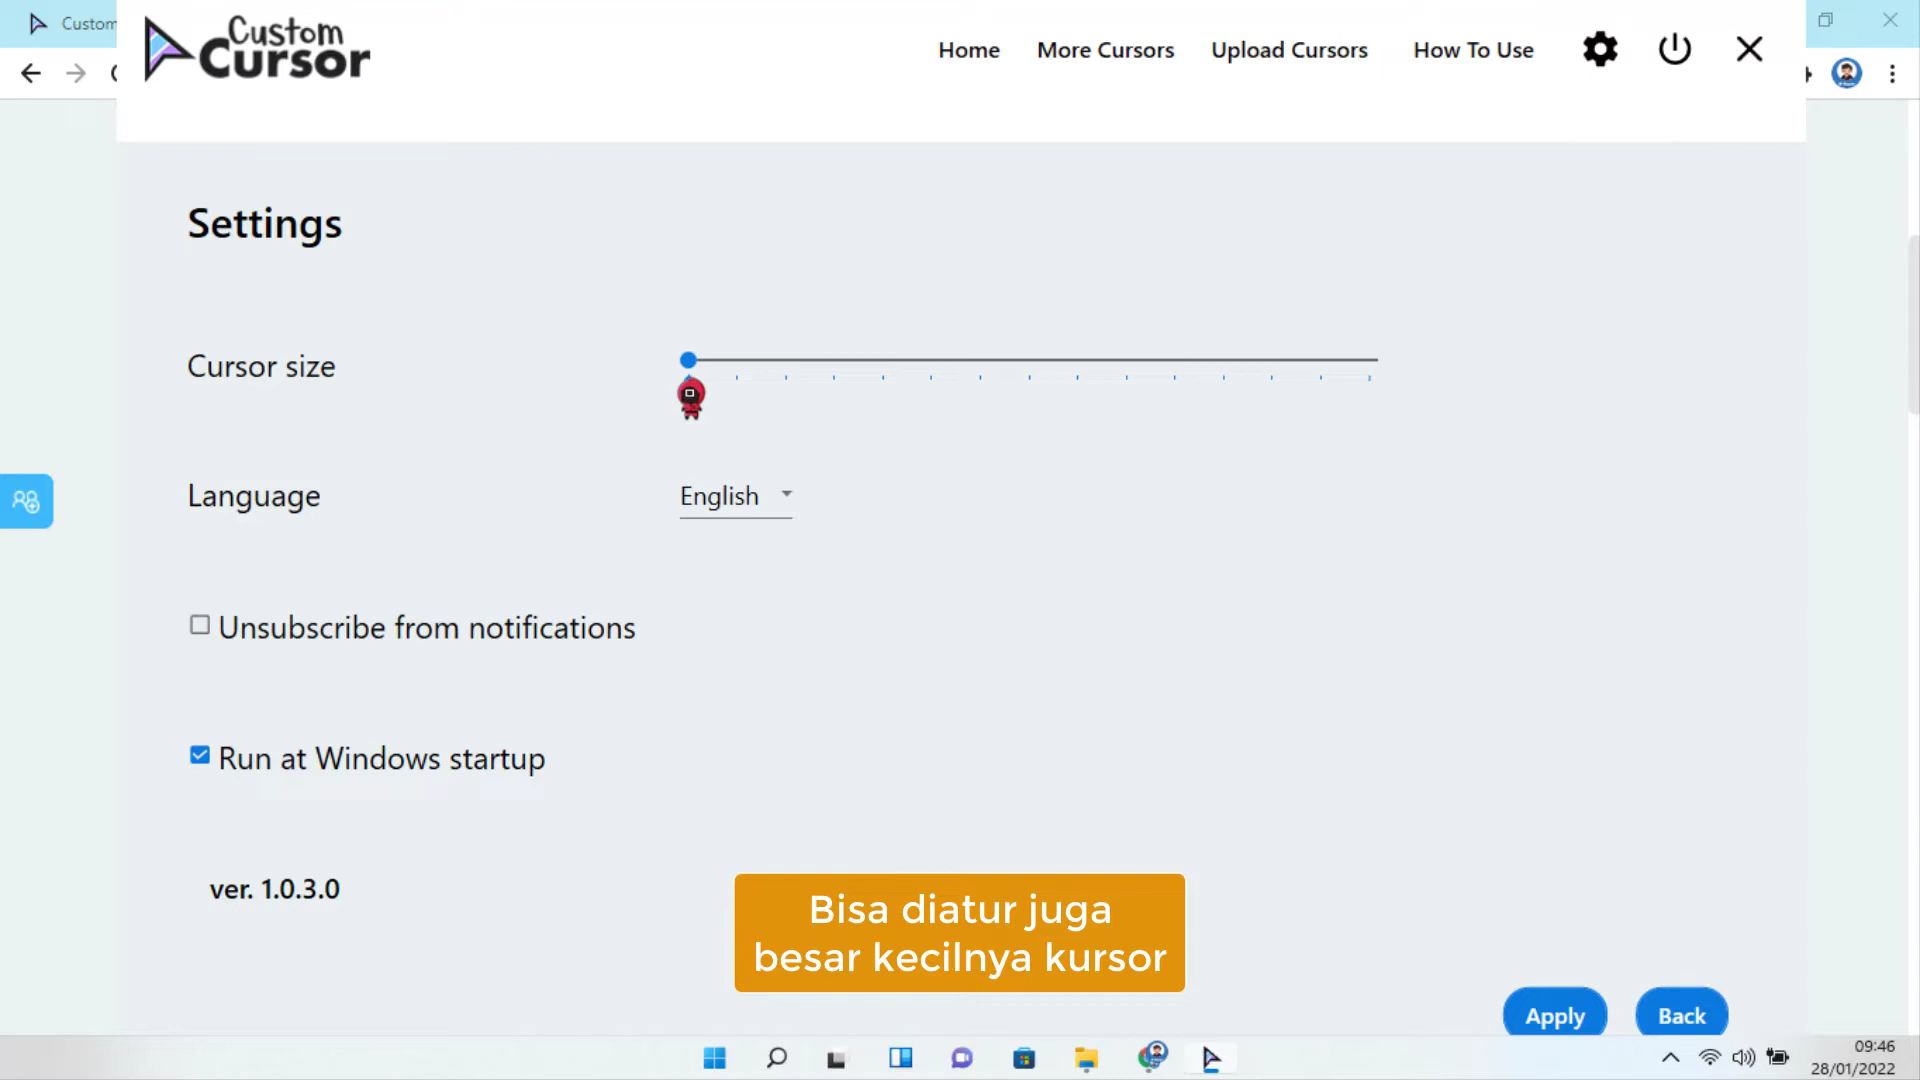 Custom
Custom
Cursor
Home
More Cursors
Upload Cursors
How To Use
Settings
Cursor size
Language
English
Unsubscribe from notifications
Run at Windows startup
ver. 1.0.3.0
Bisa diatur juga
besar kecilnya kursor
Apply
Back
09:46
28/01/2022